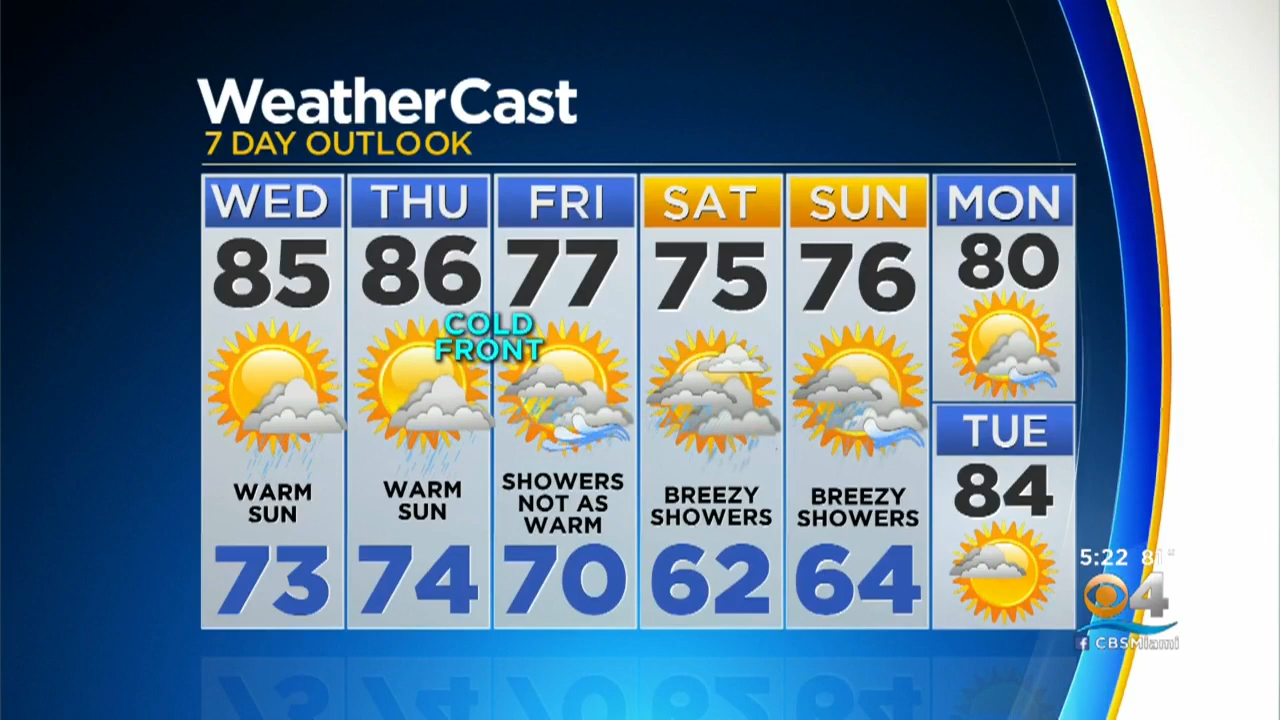 WeatherCast
7 DAY OUTLOOK
WED
85
WARM
SUN
73
THU
86
WARM
SUN
74
COLD
FRONT
FRI
77
SHOWERS
NOT AS
WARM
70
SAT
75
BREEZY
SHOWERS
62
SUN
76
BREEZY
SHOWERS
64
MON
80
TUE
84
5:22 81°
4
f CBSMiami